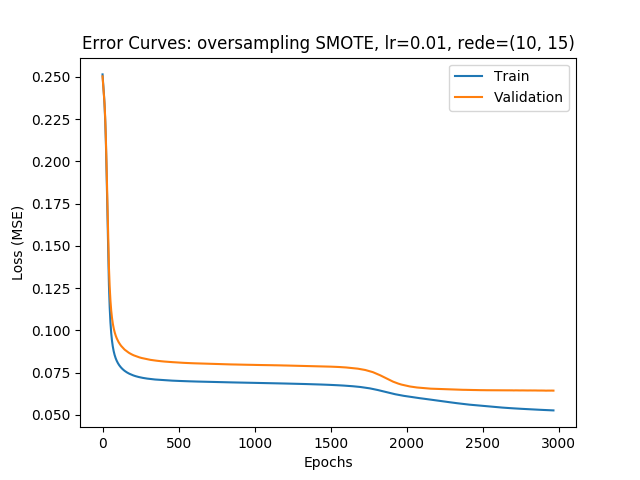 Error Curves: oversampling SMOTE, lr=0.01, rede=(10, 15)
Train
Validation
Loss (MSE)
0.250
0.225
0.200
0.175
0.150
0.125
0.100
0.075
0.050
0 500 1000 1500 2000 2500 3000
Epochs